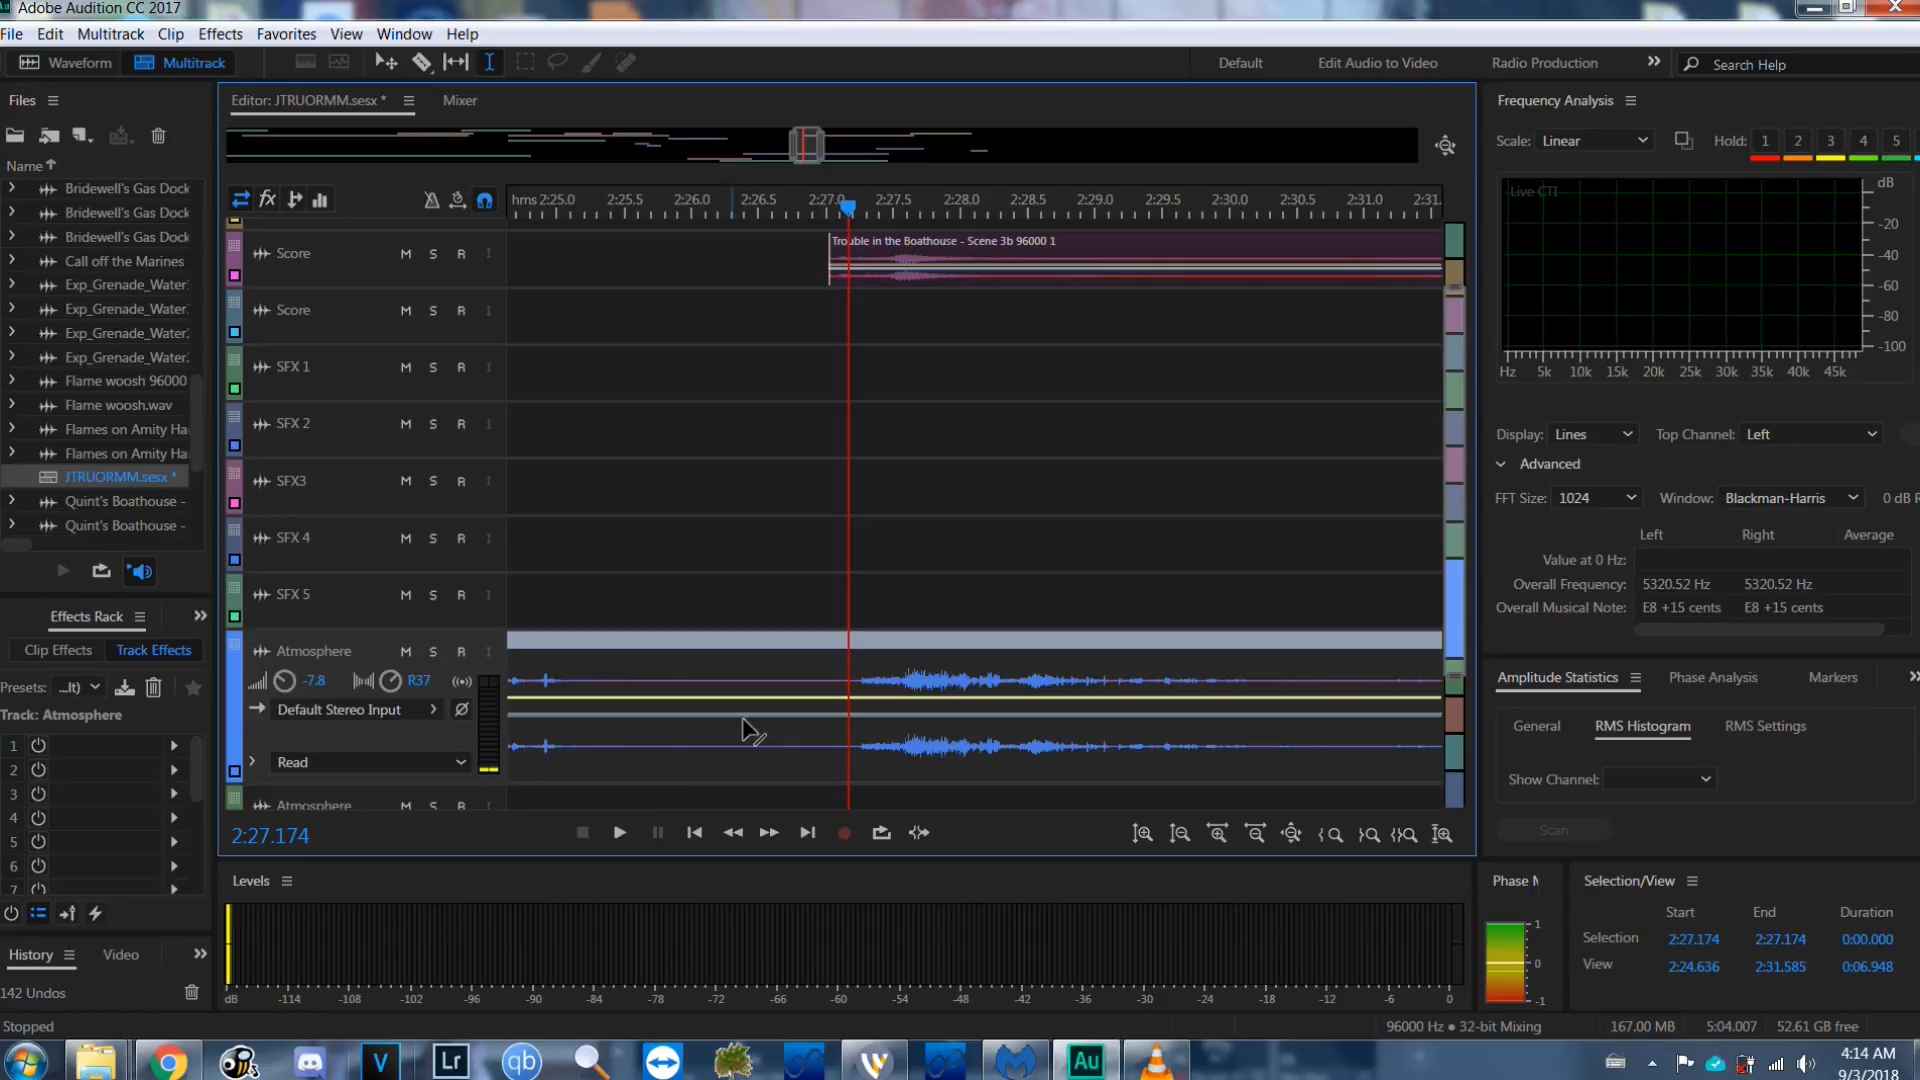 Adobe Audition CC 2017
File Edit Multitrack Clip Effects Favorites View Window Help
Waveform Multitrack Default Edit Audio to Video Radio Production Search Help
Files
Name
Bridewell's Gas Dock
Bridewell's Gas Dock
Bridewell's Gas Dock
Call off the Marines
Exp_Grenade_Water
Exp_Grenade_Water
Exp_Grenade_Water
Exp_Grenade_Water
Flame woosh 96000
Flame woosh.wav
Flames on Amity Ha
Flames on Amity Ha
JTRUORMM.sesx *
Quint's Boathouse -
Quint's Boathouse -
Effects Rack
Clip Effects Track Effects
Presets: ...lt)
Track: Atmosphere
1
2
3
4
5
6
7
History Video
142 Undos
Stopped
Editor: JTRUORMM.sesx * Mixer
hms 2:25.0 2:25.5 2:26.0 2:26.5 2:27.0 2:27.5 2:28.0 2:28.5 2:29.0 2:29.5 2:30.0 2:30.5 2:31.0 2:31.
Score M S R I
Trouble in the Boathouse - Scene 3b 96000 1
Score M S R I
SFX 1 M S R I
SFX 2 M S R I
SFX3 M S R I
SFX 4 M S R I
SFX 5 M S R I
Atmosphere M S R I
-7.8 R37
Default Stereo Input
Read
Atmosphere M S R
2:27.174
Levels
dB -114 -108 -102 -96 -90 -84 -78 -72 -66 -60 -54 -48 -42 -36 -30 -24 -18 -12 -6 0
Frequency Analysis
Scale: Linear Hold: 1 2 3 4 5
Live CTI
dB
-20
-40
-60
-80
-100
Hz 5k 10k 15k 20k 25k 30k 35k 40k 45k
Display: Lines Top Channel: Left
Advanced
FFT Size: 1024 Window: Blackman-Harris 0 dB R
Left Right Average
Value at 0 Hz:
Overall Frequency: 5320.52 Hz 5320.52 Hz
Overall Musical Note: E8 +15 cents E8 +15 cents
Amplitude Statistics Phase Analysis Markers
General RMS Histogram RMS Settings
Show Channel:
Scan
Phase M
1
0
-1
Selection/View
Start End Duration
Selection 2:27.174 2:27.174 0:00.000
View 2:24.636 2:31.585 0:06.948
96000 Hz ● 32-bit Mixing 167.00 MB 5:04.007 52.61 GB free
V Lr qb Au
4:14 AM
9/3/2018